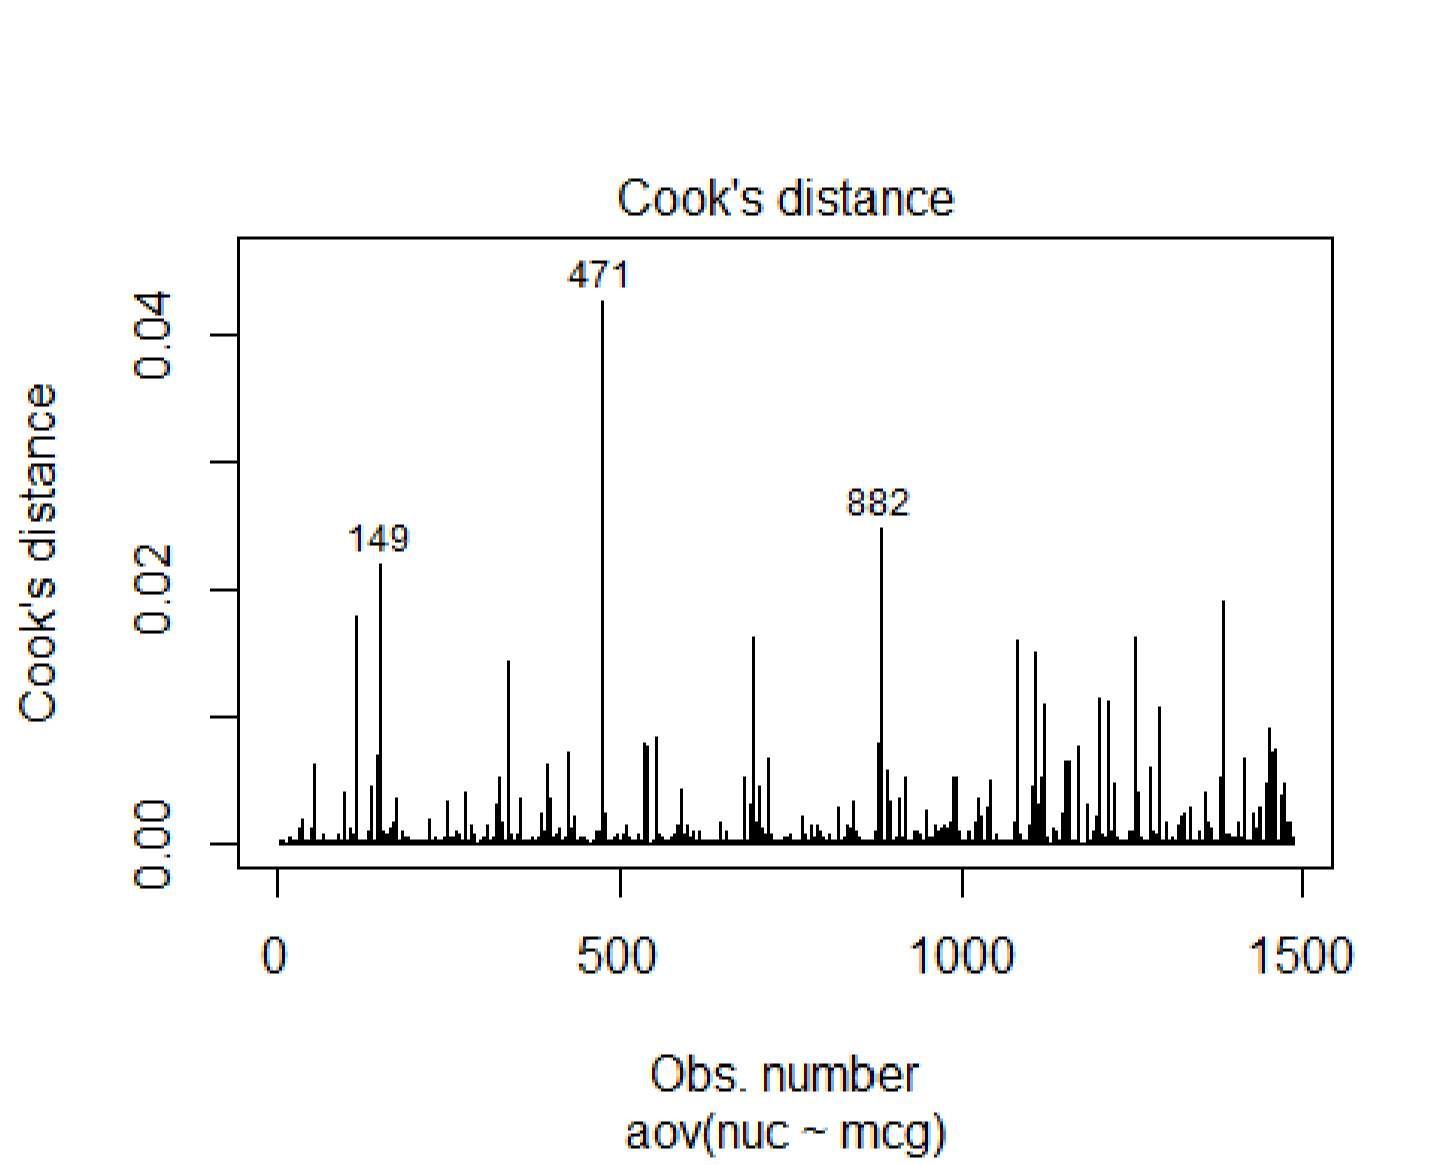 Cook's distance
471
882
149
Cook's distance
0.04
0.02
0.00
0 500 1000 1500
Obs. number
aov(nuc ~ mcg)